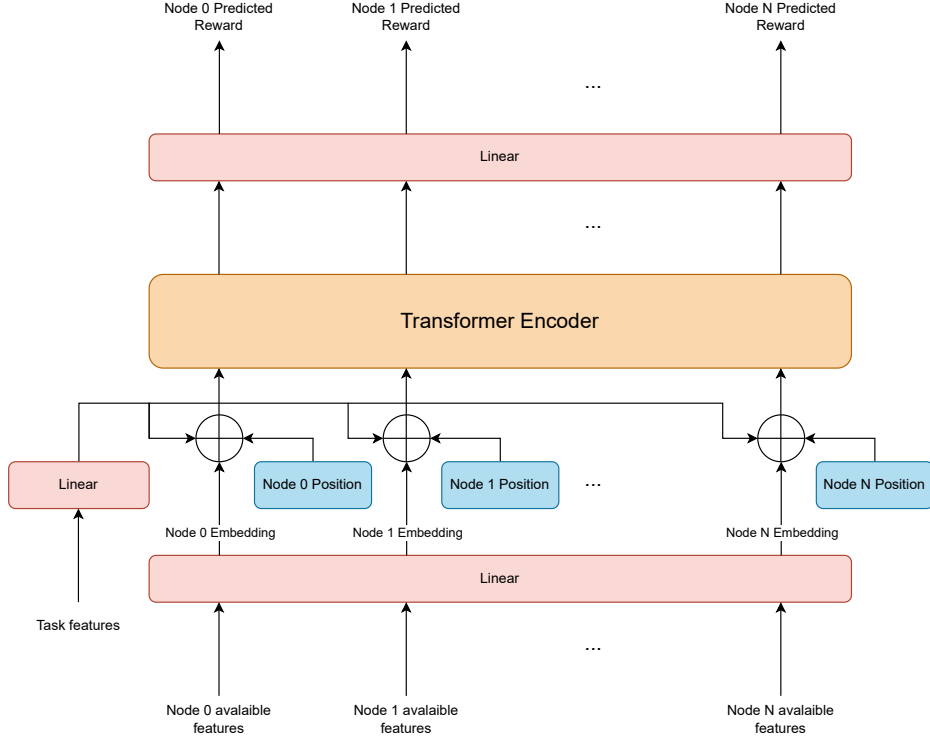 Node 0 Predicted
Reward
Node 1 Predicted
Reward
Node N Predicted
Reward
...
Linear
...
Transformer Encoder
Linear
Node 0 Position
Node 1 Position
...
Node N Position
Node 0 Embedding
Node 1 Embedding
Node N Embedding
Linear
Task features
...
Node 0 avalaible
features
Node 1 avalaible
features
Node N avalaible
features